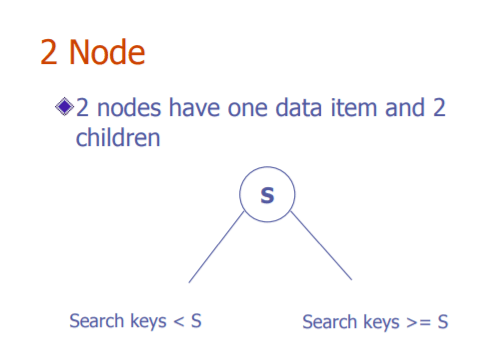 2 Node
2 nodes have one data item and 2
children
S
Search keys < S
Search keys >= S